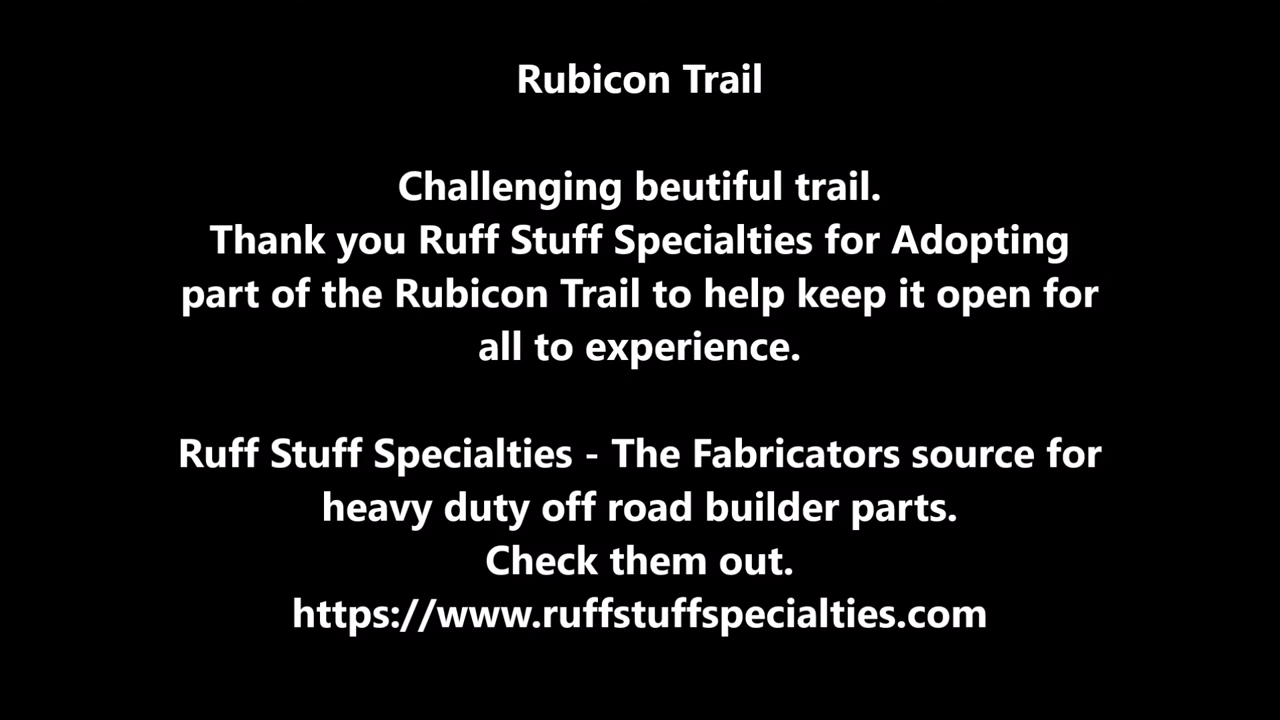 Rubicon Trail
Challenging beutiful trail.
Thank you Ruff Stuff Specialties for Adopting
part of the Rubicon Trail to help keep it open for
all to experience.
Ruff Stuff Specialties - The Fabricators source for
heavy duty off road builder parts.
Check them out.
https://www.ruffstuffspecialties.com